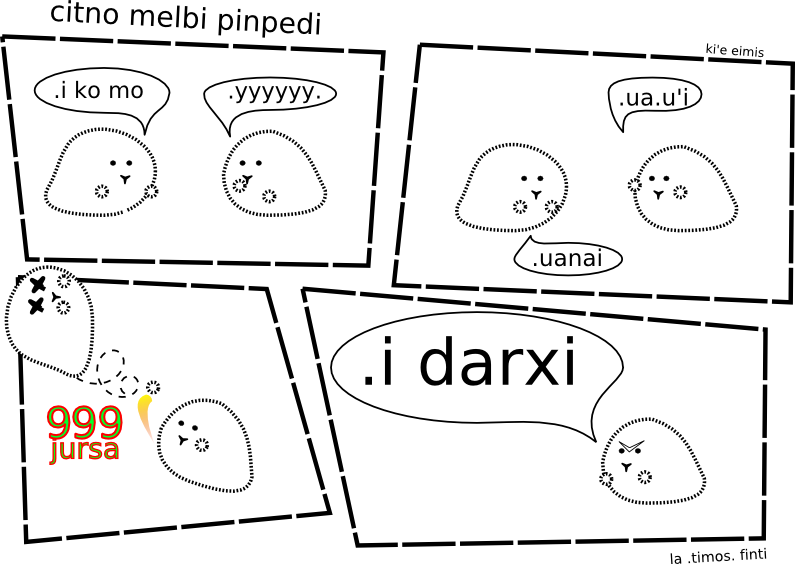 citno melbi pinpedi
ki'e eimis
.i ko mo
.yyyyyy.
.ua.u'i
.uanai
999
jursa
.i darxi
la .timos. finti